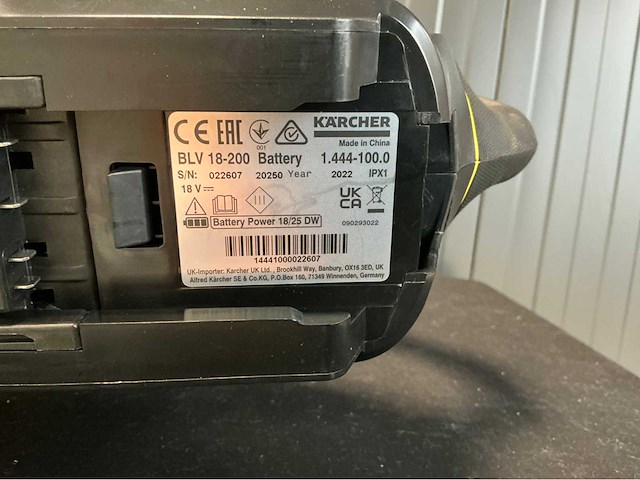 CE EAC 001 KÄRCHER
Made in China
BLV 18-200 Battery 1.444-100.0
S/N: 022607 20250 Year 2022 IPX1
18 V
UK CA
Battery Power 18/25 DW
090293022
14441000022607
UK-Importer: Karcher UK Ltd., Brookhill Way, Banbury, OX16 3ED, UK
Alfred Kärcher SE & Co.KG, P.O.Box 160, 71349 Winnenden, Germany